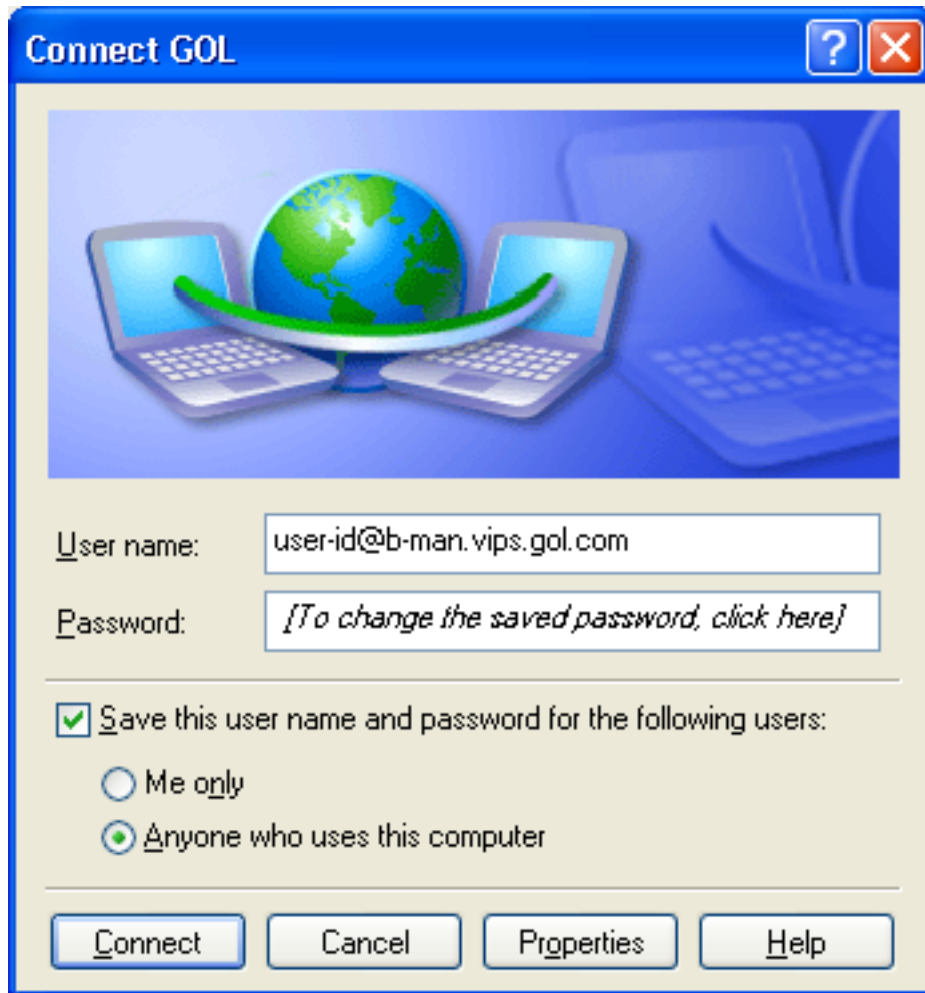 Connect GOL
User name: user-id@b-man.vips.gol.com
Password: [To change the saved password, click here]
Save this user name and password for the following users:
Me only
Anyone who uses this computer
Connect Cancel Properties Help